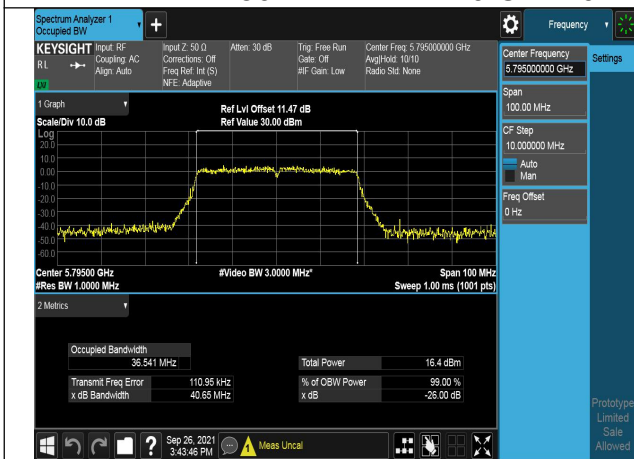 Spectrum Analyzer 1
Occupied BW
Frequency
KEYSIGHT
RL
Input: RF
Coupling: AC
Align: Auto
Input Z: 50 Ω
Corrections: Off
Freq Ref: Int (S)
NFE: Adaptive
Atten: 30 dB
Trig: Free Run
Gate: Off
#IF Gain: Low
Center Freq: 5.795000000 GHz
Avg|Hold: 10/10
Radio Std: None
Center Frequency
5.795000000 GHz
Settings
Span
100.00 MHz
CF Step
10.000000 MHz
Auto
Man
Freq Offset
0 Hz
1 Graph
Scale/Div 10.0 dB
Ref Lvl Offset 11.47 dB
Ref Value 30.00 dBm
Log
20.0
10.0
0.00
-10.0
-20.0
-30.0
-40.0
-50.0
-60.0
Center 5.79500 GHz
#Res BW 1.0000 MHz
#Video BW 3.0000 MHz*
Span 100 MHz
Sweep 1.00 ms (1001 pts)
2 Metrics
Occupied Bandwidth
36.541 MHz
Transmit Freq Error 110.95 kHz
x dB Bandwidth 40.65 MHz
Total Power 16.4 dBm
% of OBW Power 99.00 %
x dB -26.00 dB
Prototype
Limited
Sale
Allowed
Sep 26, 2021
3:43:46 PM
Meas Uncal